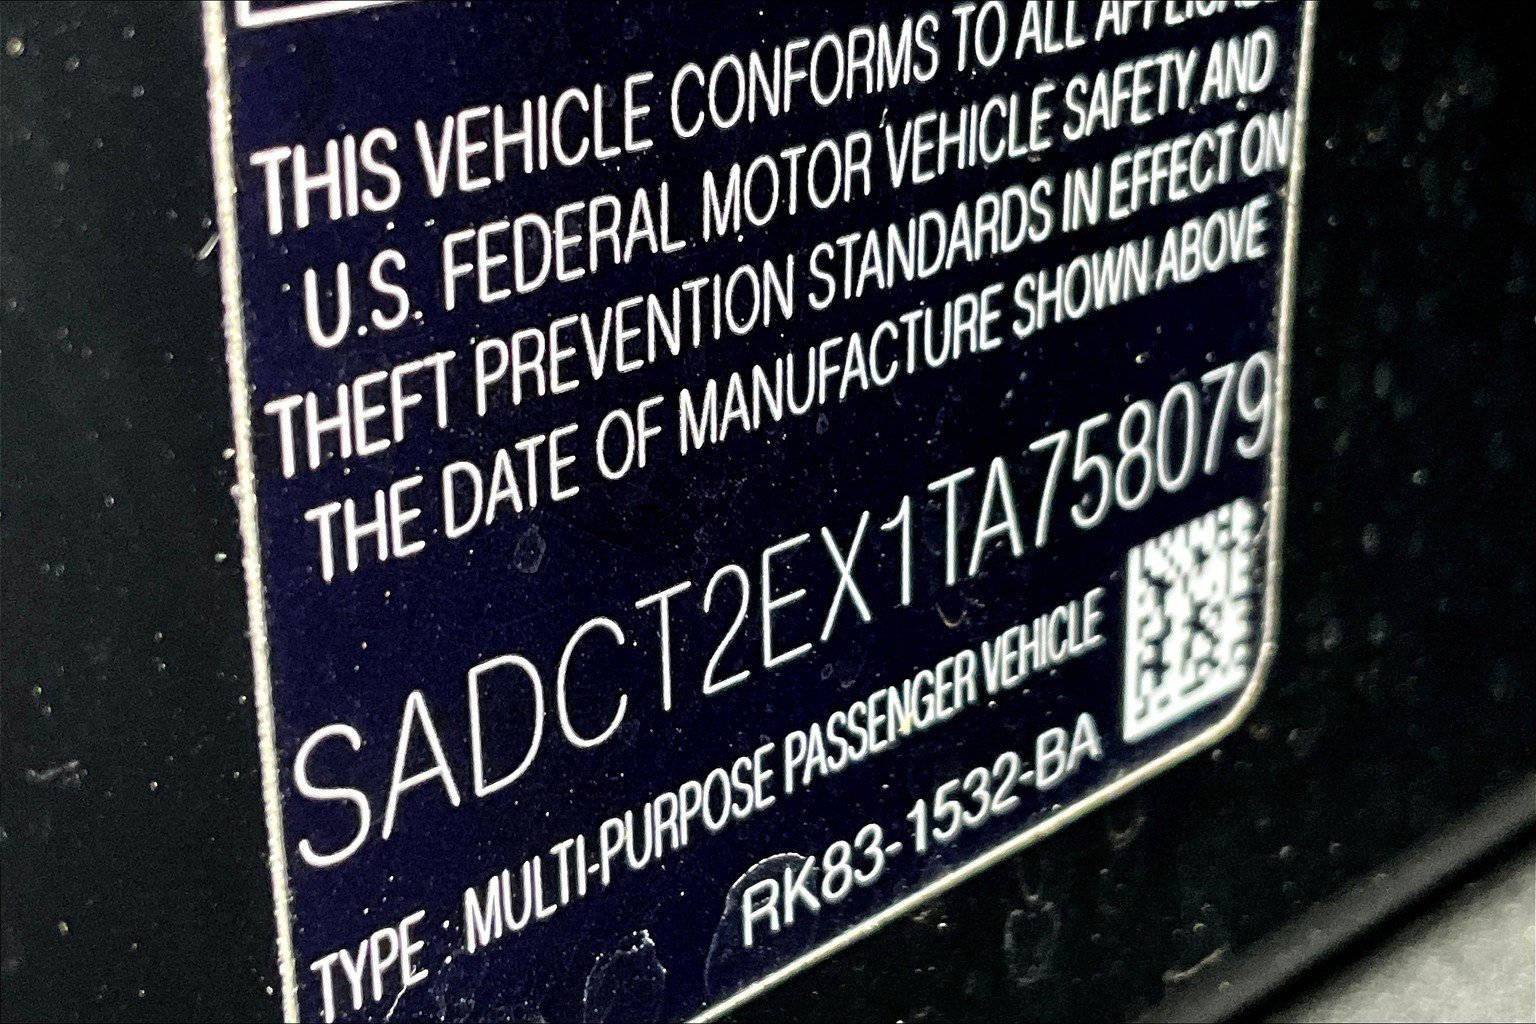 THIS VEHICLE CONFORMS TO ALL
U.S. FEDERAL MOTOR VEHICLE SAFETY AND
THEFT PREVENTION STANDARDS IN EFFECT ON
THE DATE OF MANUFACTURE SHOWN ABOVE
SADCT2EX1TA758079
TYPE : MULTI-PURPOSE PASSENGER VEHICLE
RK83-1532-BA